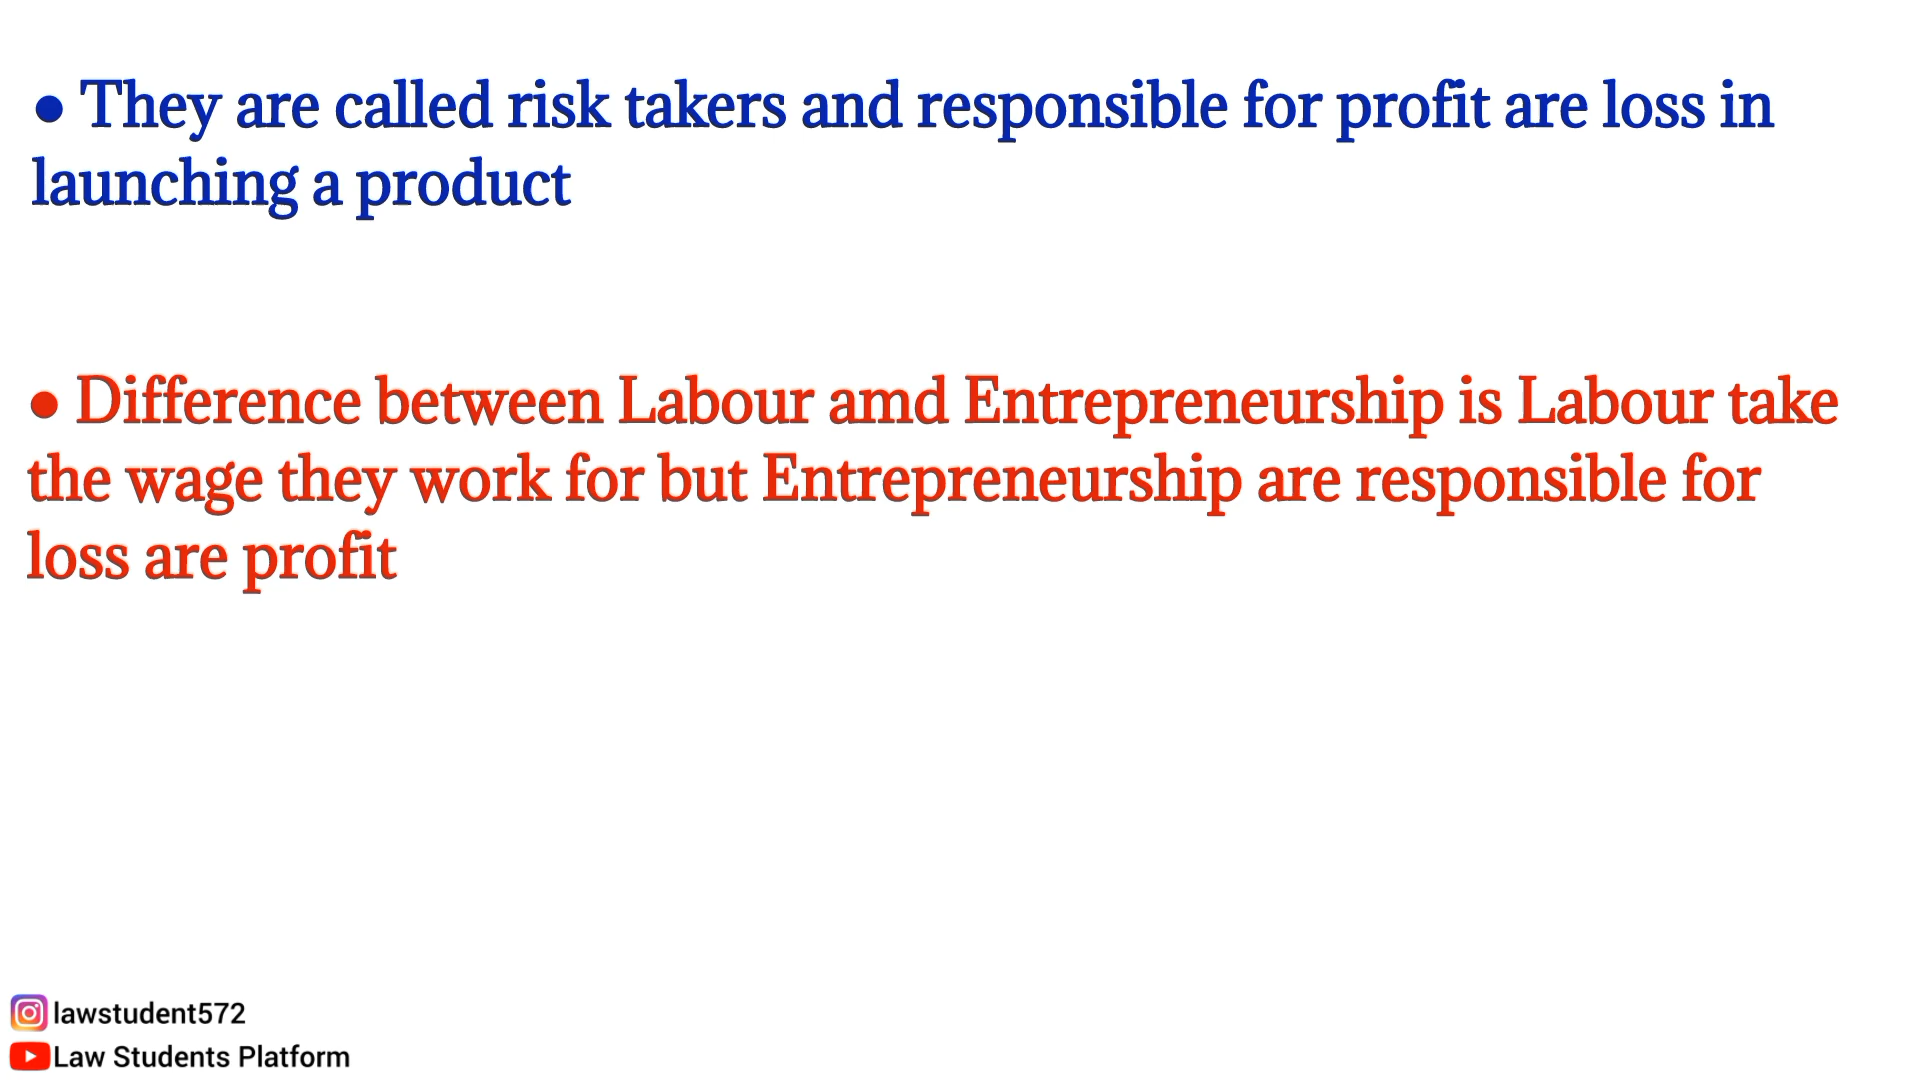 ● They are called risk takers and responsible for profit are loss in
launching a product
● Difference between Labour amd Entrepreneurship is Labour take
the wage they work for but Entrepreneurship are responsible for
loss are profit
lawstudent572
Law Students Platform